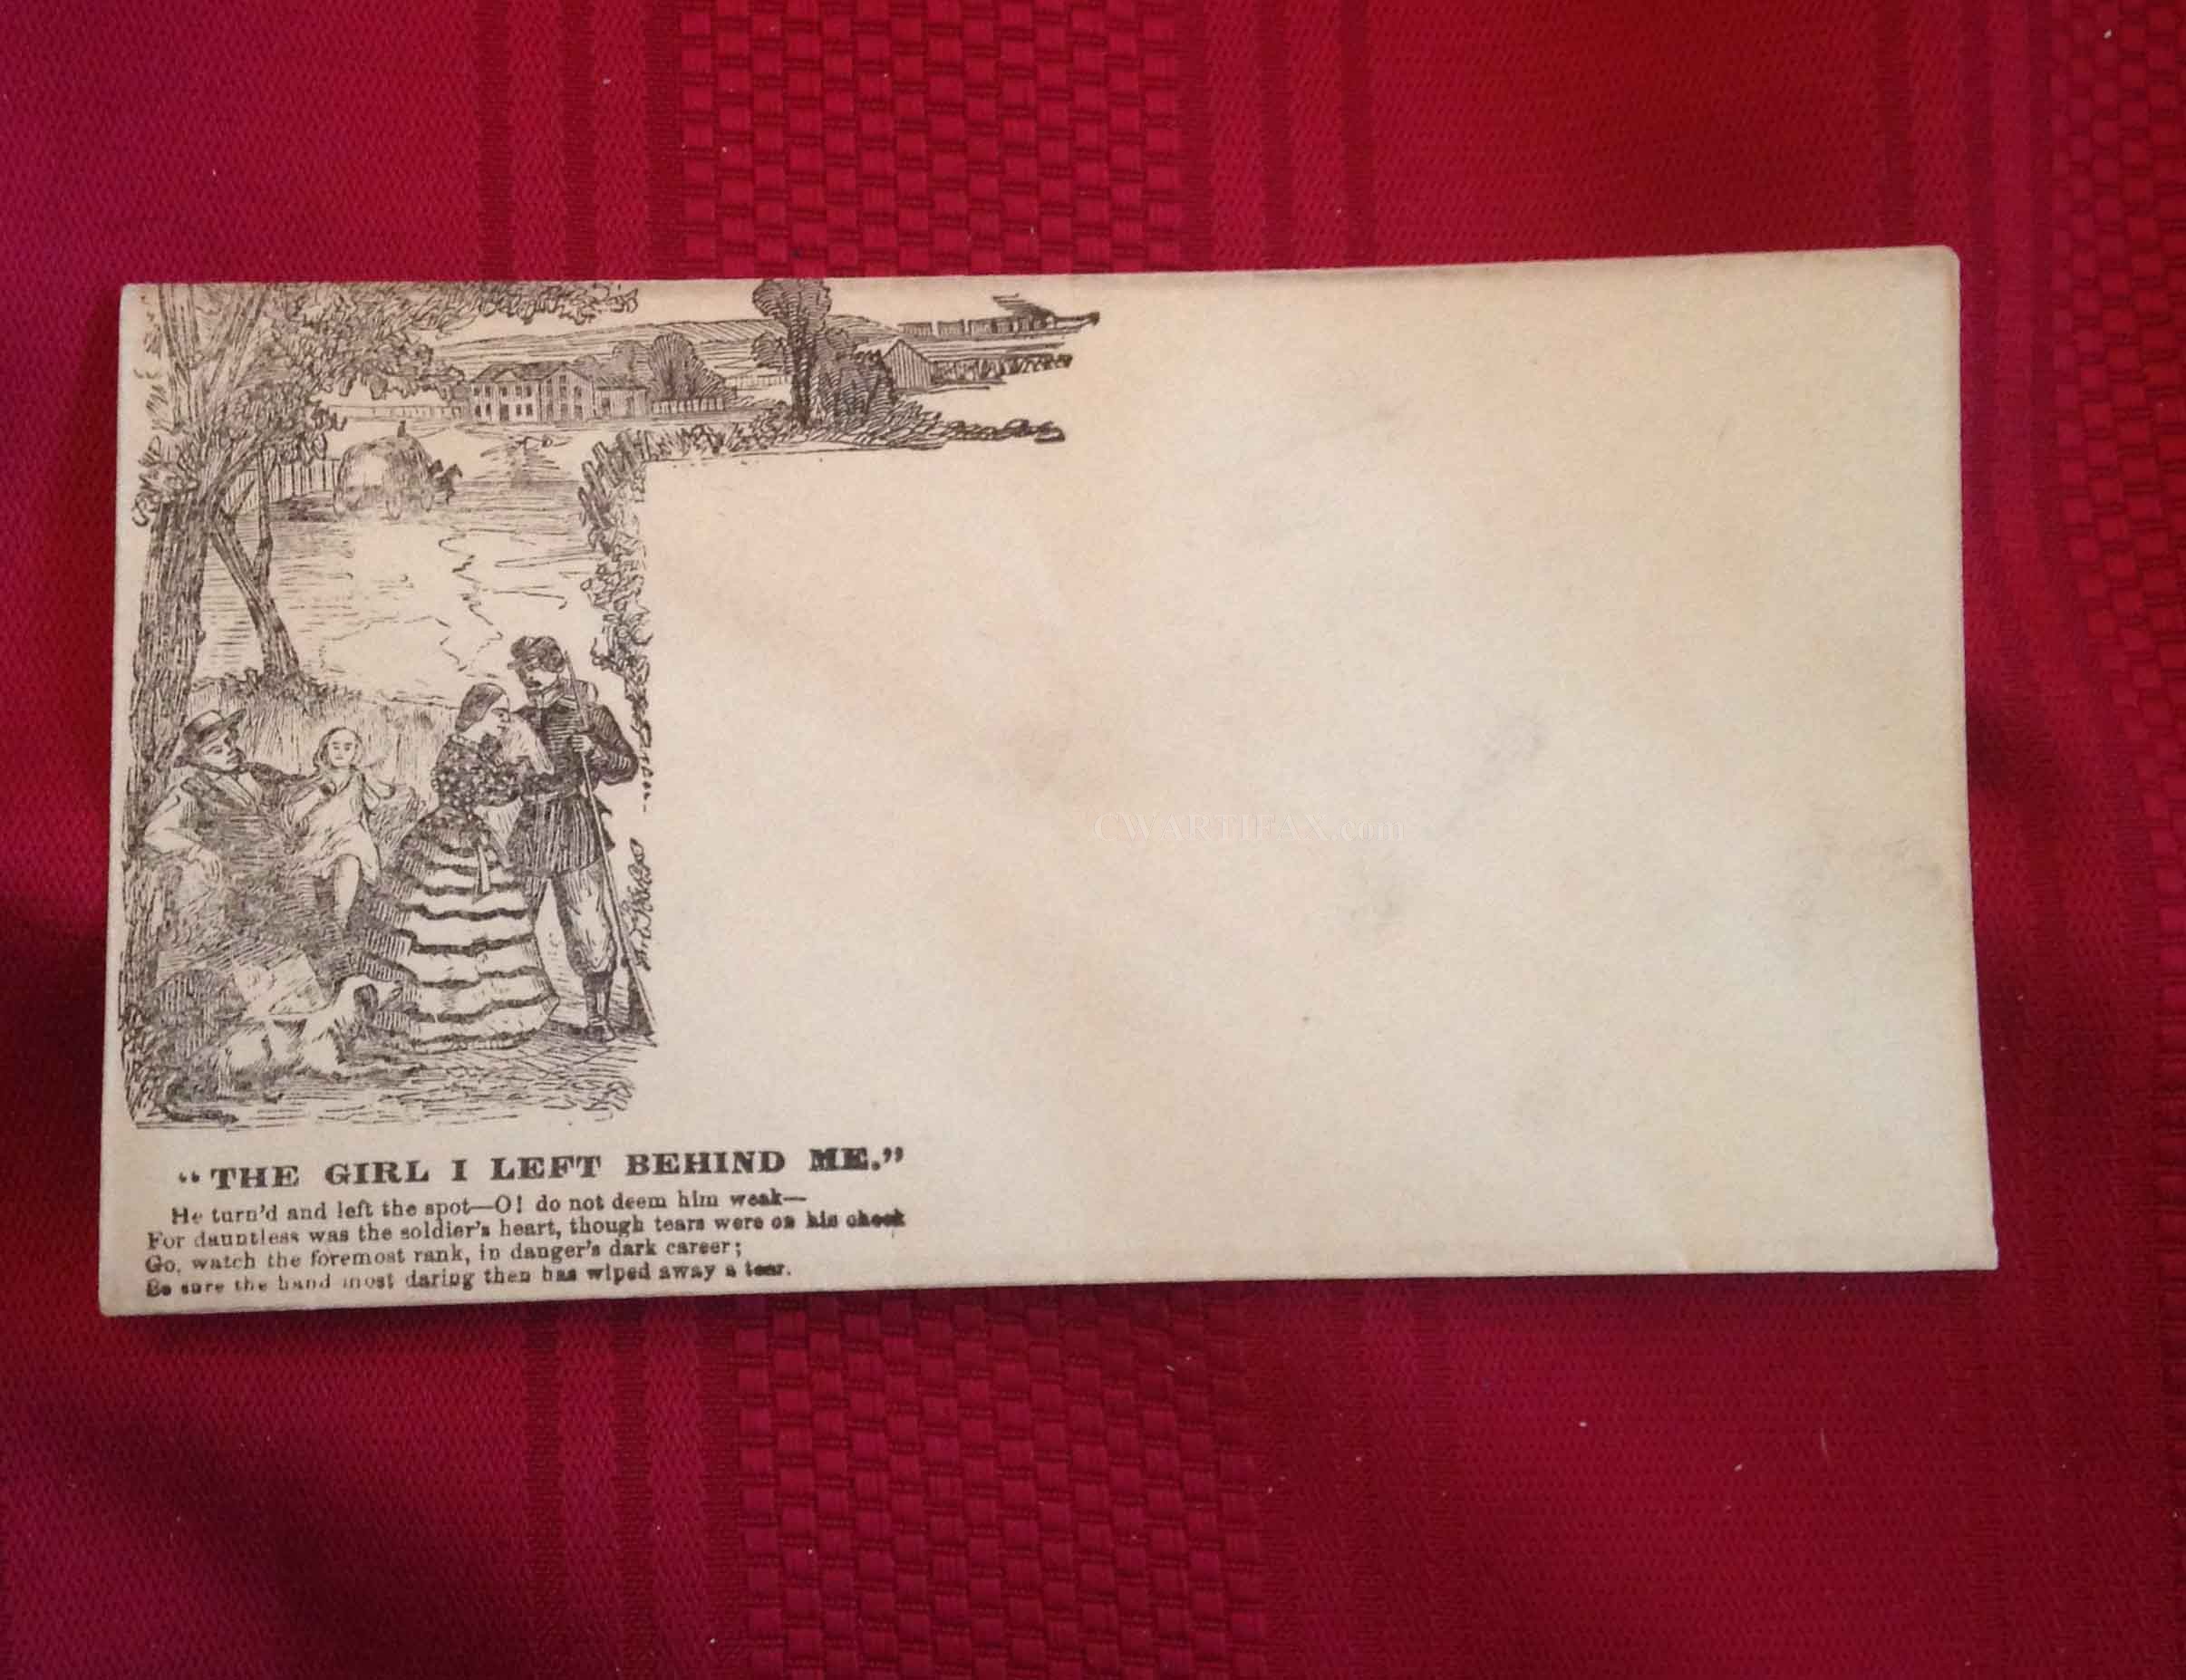 CWARTIFAX.com
“THE GIRL I LEFT BEHIND ME.”
He turn’d and left the spot—O! do not deem him weak—
For dauntless was the soldier’s heart, though tears were on his cheek
Go, watch the foremost rank, in danger’s dark career;
Be sure the hand most daring then has wiped away a tear.